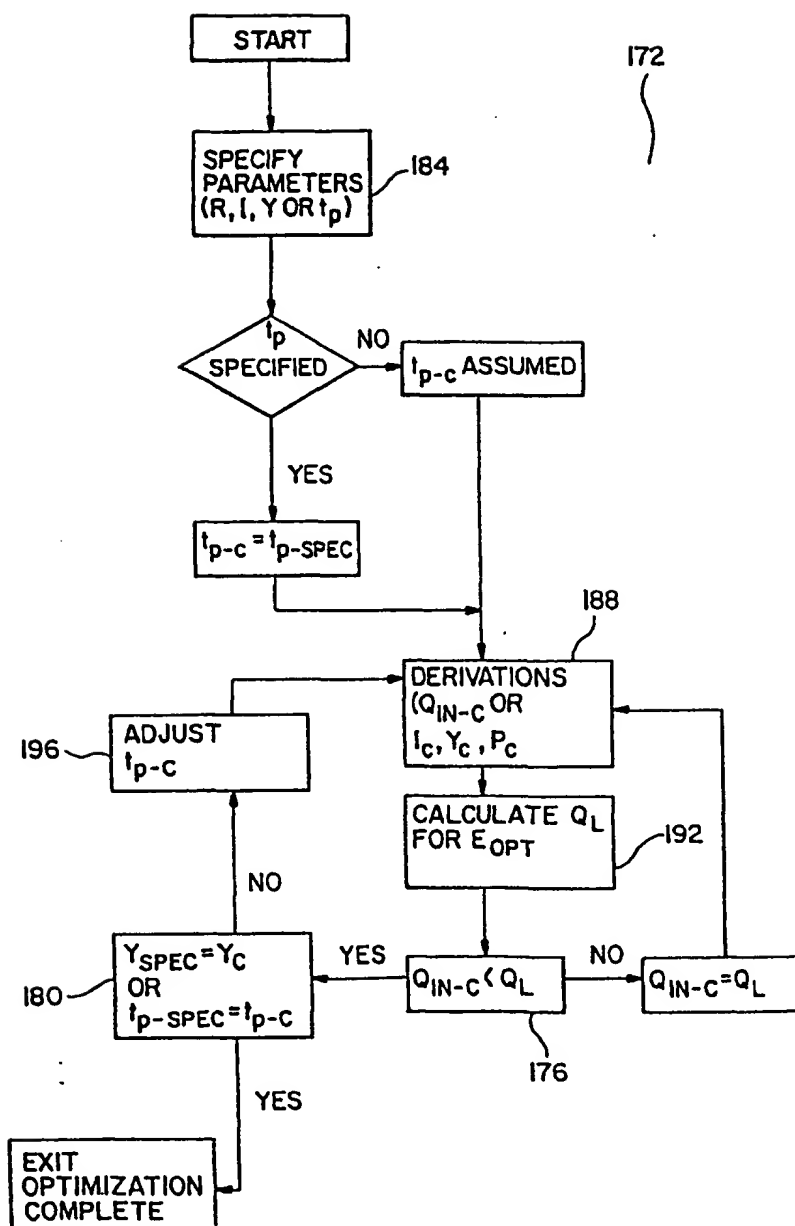 START
172
SPECIFY
PARAMETERS
(R, I, Y OR tp)
184
tp
SPECIFIED
NO
tp-c ASSUMED
YES
tp-c = tp-SPEC
188
DERIVATIONS
(QIN-C OR
IC, YC, PC
ADJUST
tp-C
196
CALCULATE QL
FOR EOPT
192
NO
YSPEC = YC
OR
tp-SPEC = tp-C
180
YES
QIN-C < QL
NO
QIN-C = QL
176
YES
EXIT
OPTIMIZATION
COMPLETE